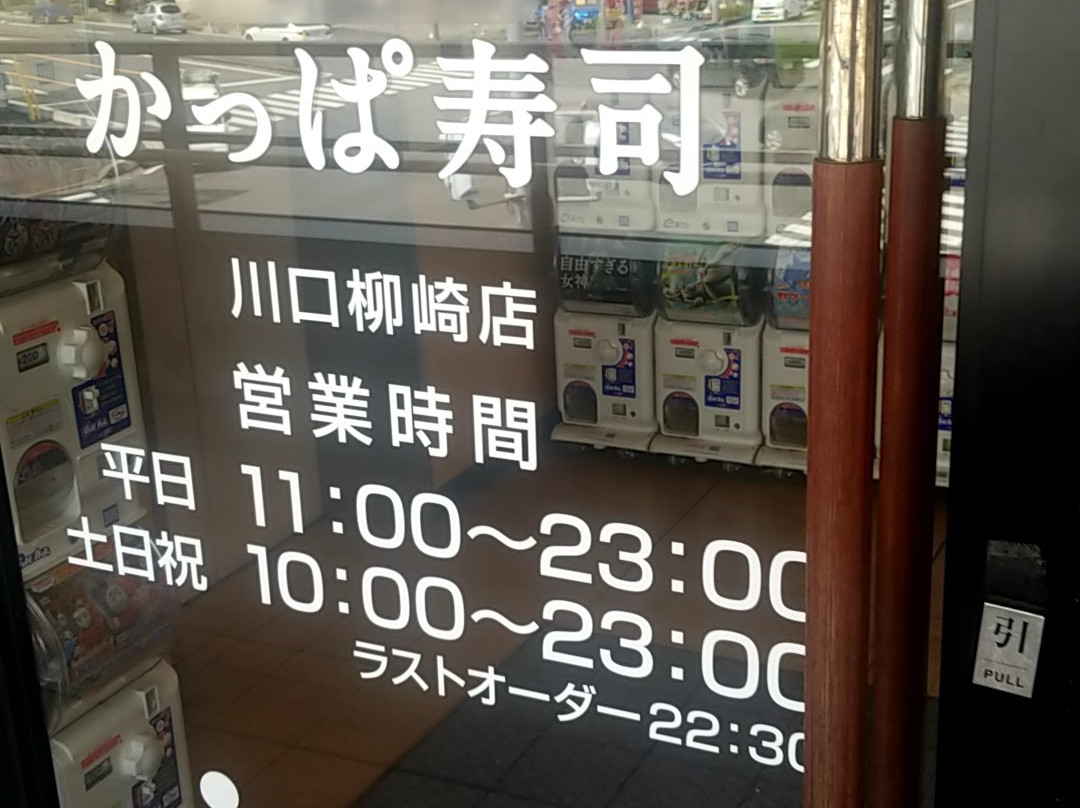 かっぱ寿司
川口柳崎店
営業時間
平日 11:00～23:00
土日祝 10:00～23:00
ラストオーダー22:30
引
PULL
自由すぎる
女神